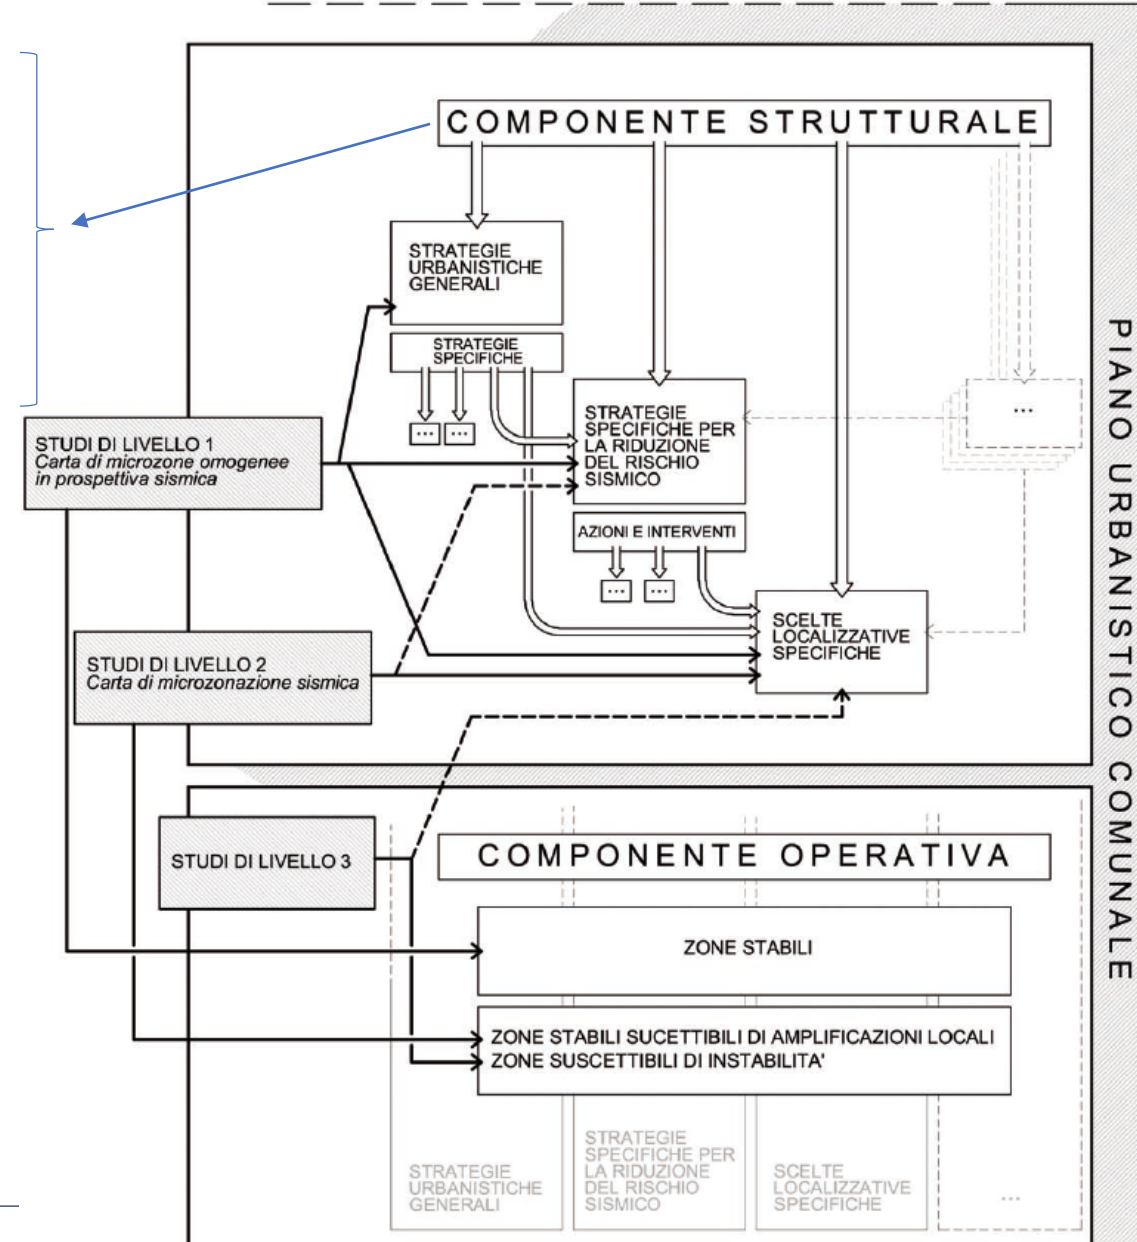 COMPONENTE STRUTTURALE
STRATEGIE
URBANISTICHE
GENERALI
STRATEGIE
SPECIFICHE
...
...
STRATEGIE
SPECIFICHE PER
LA RIDUZIONE
DEL RISCHIO
SISMICO
...
STUDI DI LIVELLO 1
Carta di microzone omogenee
in prospettiva sismica
AZIONI E INTERVENTI
...
...
SCELTE
LOCALIZZATIVE
SPECIFICHE
STUDI DI LIVELLO 2
Carta di microzonazione sismica
PIANO URBANISTICO COMUNALE
STUDI DI LIVELLO 3
COMPONENTE OPERATIVA
ZONE STABILI
ZONE STABILI SUCETTIBILI DI AMPLIFICAZIONI LOCALI
ZONE SUSCETTIBILI DI INSTABILITA'
STRATEGIE
URBANISTICHE
GENERALI
STRATEGIE
SPECIFICHE PER
LA RIDUZIONE
DEL RISCHIO
SISMICO
SCELTE
LOCALIZZATIVE
SPECIFICHE
...